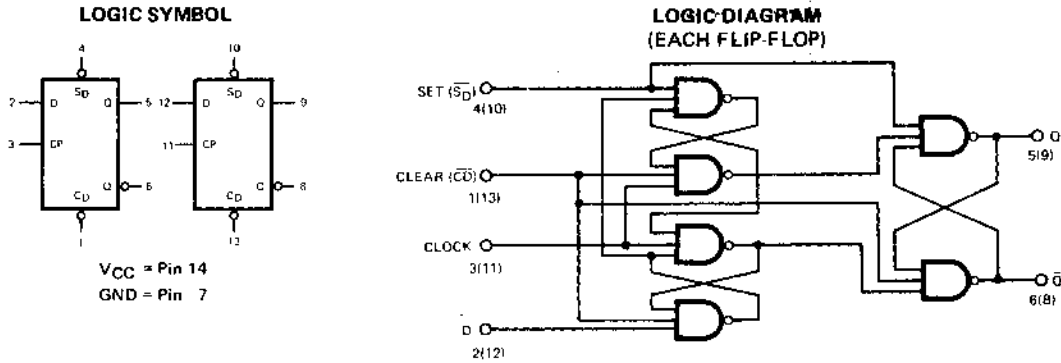 LOGIC SYMBOL
4
2 D SD Q 5
3 CP
Q 6
CD
1
10
12 D SD Q 9
11 CP
8
CD
13
VCC = Pin 14
GND = Pin 7
LOGIC DIAGRAM
(EACH FLIP-FLOP)
SET (S̅D̅)
4(10)
CLEAR (C̅D̅)
1(13)
CLOCK
3(11)
D
2(12)
Q
5(9)
Q̅
6(8)